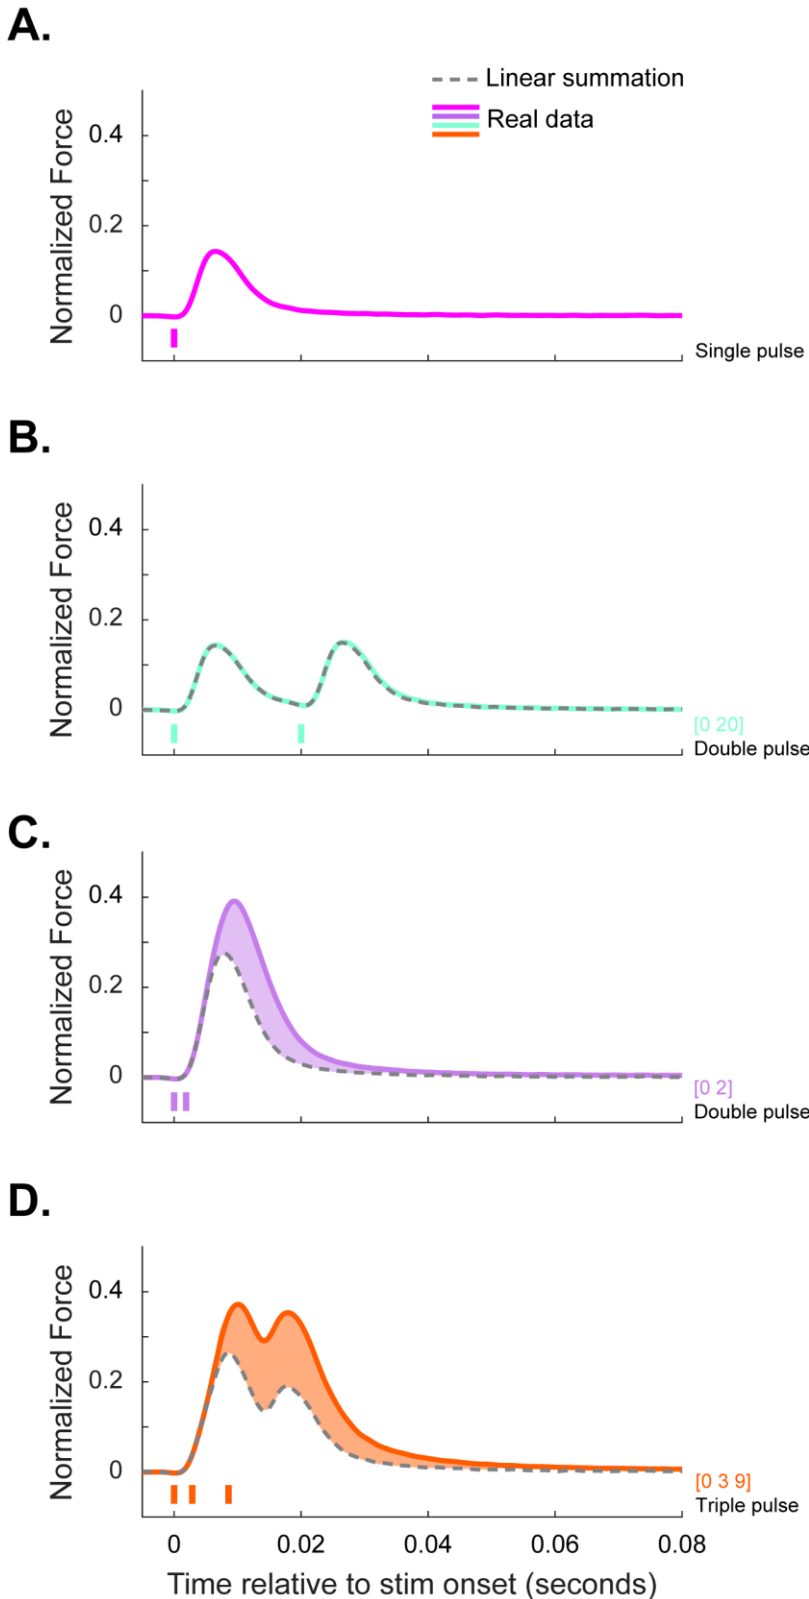 A.
Linear summation
Real data
Normalized Force
0.4
0.2
0
Single pulse
B.
Normalized Force
0.4
0.2
0
[0 20]
Double pulse
C.
Normalized Force
0.4
0.2
0
[0 2]
Double pulse
D.
Normalized Force
0.4
0.2
0
[0 3 9]
Triple pulse
0 0.02 0.04 0.06 0.08
Time relative to stim onset (seconds)